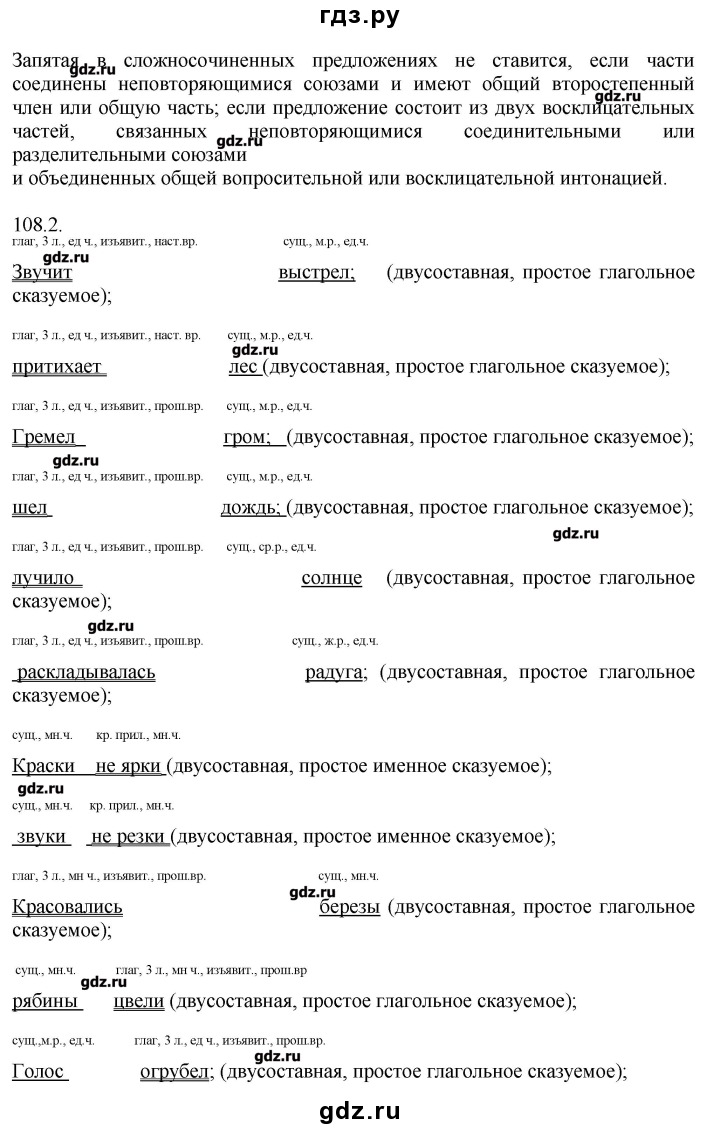 гдз.ру
Запятая в сложносочиненных предложениях не ставится, если части
gdz.ru
соединены неповторяющимися союзами и имеют общий второстепенный
gdz.ru
член или общую часть; если предложение состоит из двух восклицательных
частей, связанных неповторяющимися соединительными или
gdz.ru
разделительными союзами
и объединенных общей вопросительной или восклицательной интонацией.
108.2.
глаг, 3 л., ед ч., изъявит., наст.вр. сущ., м.р., ед.ч.
gdz.ru
Звучит выстрел; (двусоставная, простое глагольное
сказуемое);
глаг, 3 л., ед ч., изъявит., наст. вр. сущ., м.р., ед.ч.
gdz.ru
притихает лес (двусоставная, простое глагольное сказуемое);
глаг, 3 л., ед ч., изъявит., прош.вр. сущ., м.р., ед.ч.
Гремел гром; (двусоставная, простое глагольное сказуемое);
gdz.ru
глаг, 3 л., ед ч., изъявит., прош.вр. сущ., м.р., ед.ч.
шел дождь; (двусоставная, простое глагольное сказуемое);
gdz.ru
глаг, 3 л., ед ч., изъявит., прош.вр. сущ., ср.р., ед.ч.
лучило солнце (двусоставная, простое глагольное
сказуемое);
gdz.ru
глаг, 3 л., ед ч., изъявит., прош.вр. сущ., ж.р., ед.ч.
раскладывалась радуга; (двусоставная, простое глагольное
сказуемое);
сущ., мн.ч. кр. прил., мн.ч.
Краски не ярки (двусоставная, простое именное сказуемое);
gdz.ru
сущ., мн.ч. кр. прил., мн.ч.
звуки не резки (двусоставная, простое именное сказуемое);
глаг, 3 л., мн ч., изъявит., прош.вр. сущ., мн.ч.
gdz.ru
Красовались березы (двусоставная, простое глагольное
сказуемое);
сущ., мн.ч. глаг, 3 л., мн ч., изъявит., прош.вр
gdz.ru
рябины цвели (двусоставная, простое глагольное сказуемое);
сущ.,м.р., ед.ч. глаг, 3 л., ед ч., изъявит., прош.вр.
gdz.ru
Голос огрубел; (двусоставная, простое глагольное сказуемое);
gdz.ru